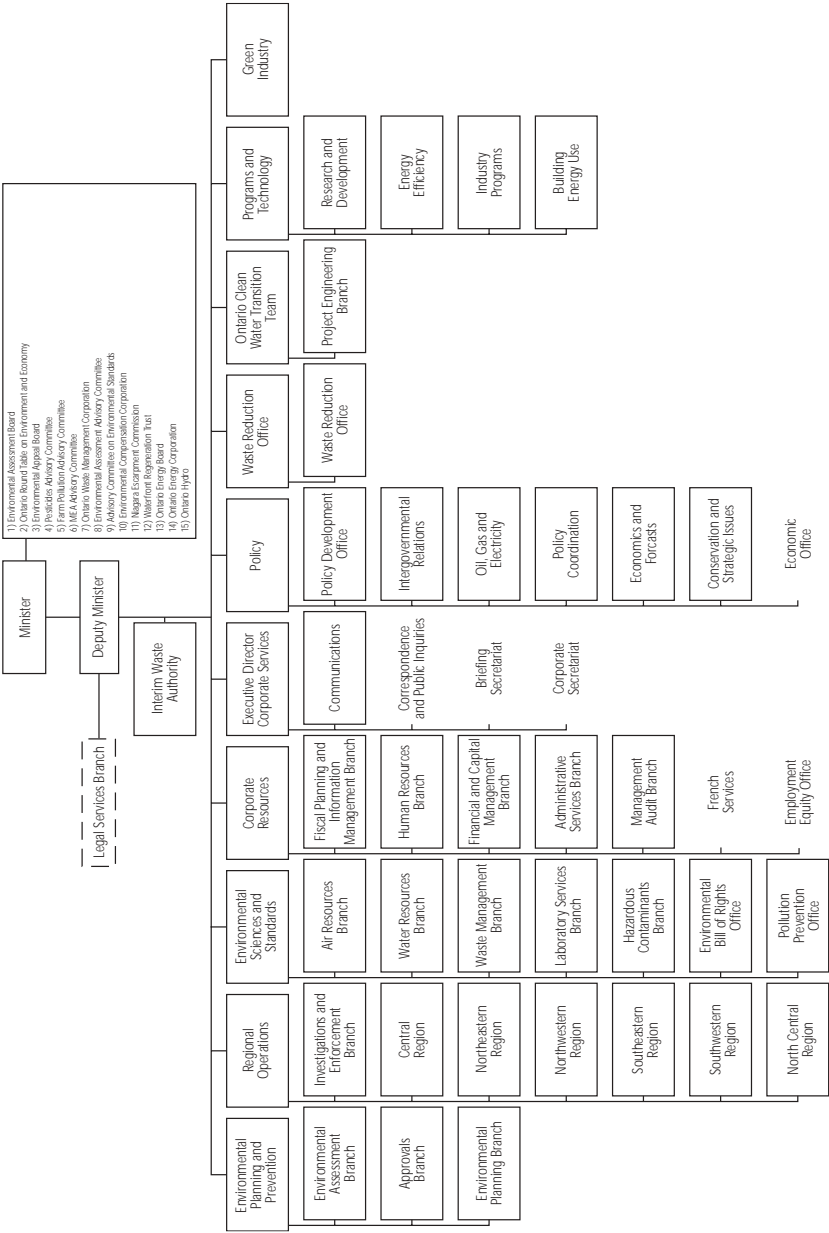 Minister
1) Enviromental Assessment Board
2) Ontario Round Table on Environment and Economy
3) Environmental Appeal Board
4) Pesticides Advisory Committee
5) Farm Pollution Advisory Committee
6) MEA Advisory Committee
7) Ontario Waste Management Corporation
8) Environmental Assessment Advisory Committee
9) Advisory Committee on Environmental Standards
10) Environmental Compensation Corporation
11) Niagara Escarpment Commission
12) Waterfront Regeneration Trust
13) Ontario Energy Board
14) Ontario Energy Corporation
15) Ontario Hydro
Legal Services Branch
Deputy Minister
Interim Waste
Authority
Environmental
Planning and
Prevention
Environmental
Assessment
Branch
Approvals
Branch
Environmental
Planning Branch
Regional
Operations
Investigations and
Enforcement
Branch
Central
Region
Northeastern
Region
Northwestern
Region
Southeastern
Region
Southwestern
Region
North Central
Region
Environmental
Sciences and
Standards
Air Resources
Branch
Water Resources
Branch
Waste Management
Branch
Laboratory Services
Branch
Hazardous
Contaminants
Branch
Environmental
Bill of Rights
Office
Pollution
Prevention
Office
Corporate
Resources
Fiscal Planning and
Information
Management Branch
Human Resources
Branch
Financial and Capital
Management
Branch
Administrative
Services Branch
Management
Audit Branch
French
Services
Employment
Equity Office
Executive Director
Corporate Services
Communications
Correspondence
and Public Inquiries
Briefing
Secretariat
Corporate
Secretariat
Policy
Policy Development
Office
Intergovernmental
Relations
Oil, Gas and
Electricity
Policy
Coordination
Economics and
Forcasts
Conservation and
Strategic Issues
Economic
Office
Waste Reduction
Office
Waste Reduction
Office
Ontario Clean
Water Transition
Team
Project Engineering
Branch
Programs and
Technology
Research and
Development
Energy
Efficiency
Industry
Programs
Building
Energy Use
Green
Industry